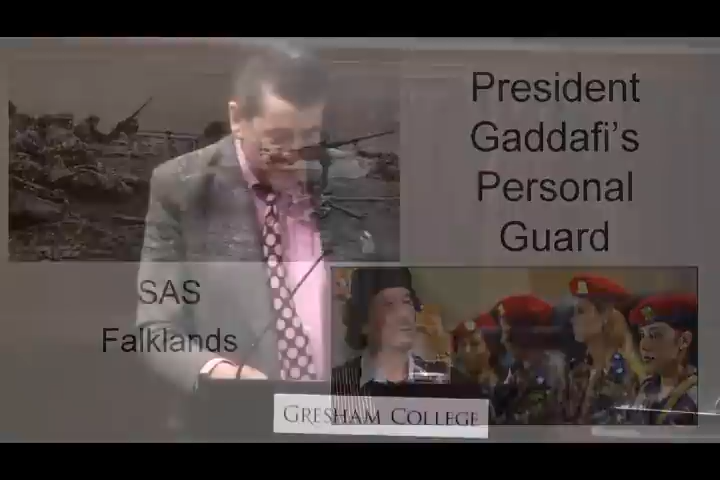 President
Gaddafi's
Personal
Guard
SAS
Falklands
GRESHAM COLLEGE